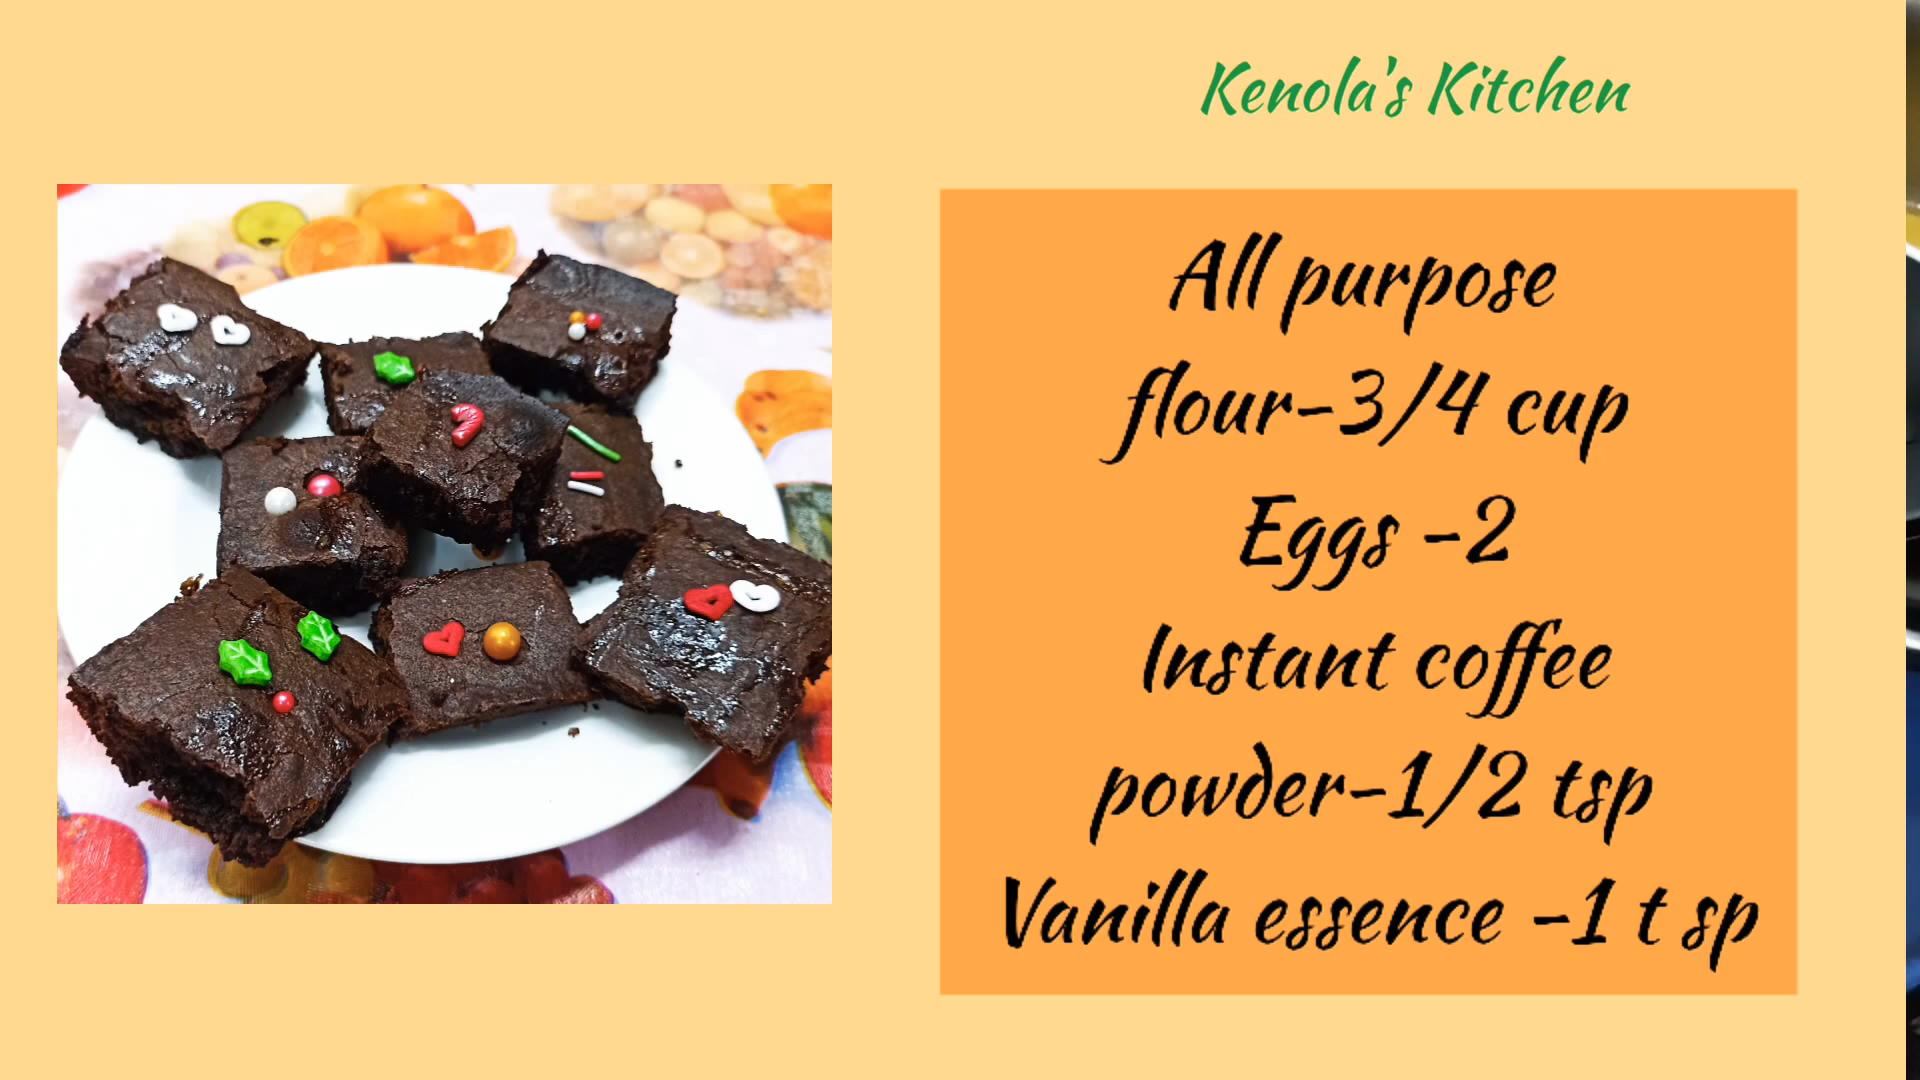 Kenola's Kitchen
All purpose
flour-3/4 cup
Eggs -2
Instant coffee
powder-1/2 tsp
Vanilla essence -1 t sp